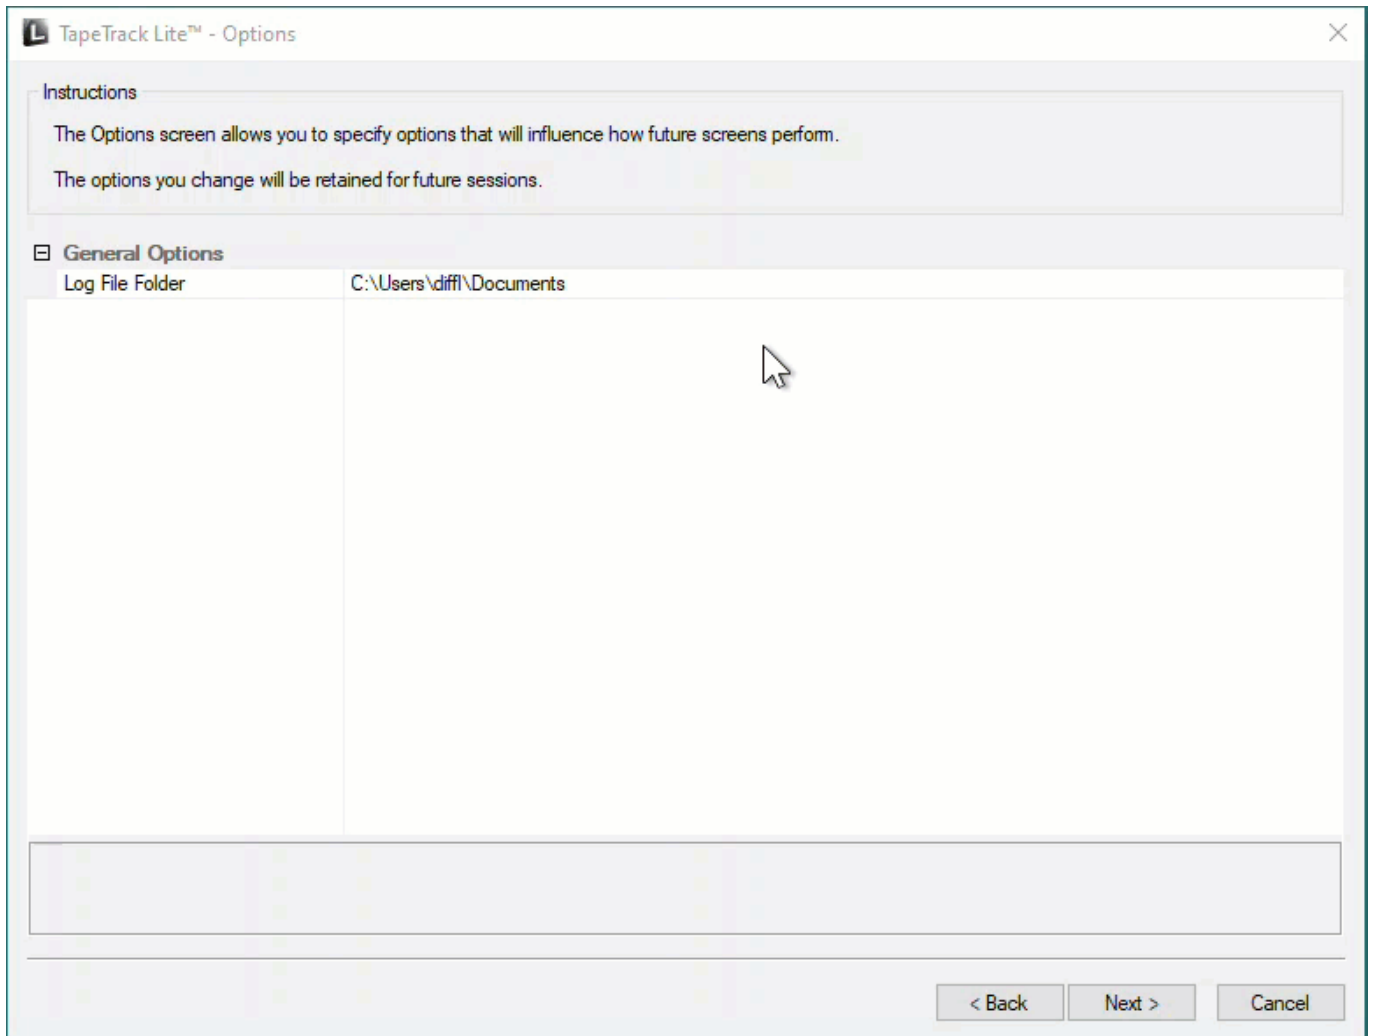 TapeTrack Lite™ - Options
Instructions
The Options screen allows you to specify options that will influence how future screens perform.
The options you change will be retained for future sessions.
General Options
Log File Folder C:\Users\diffl\Documents
< Back Next > Cancel